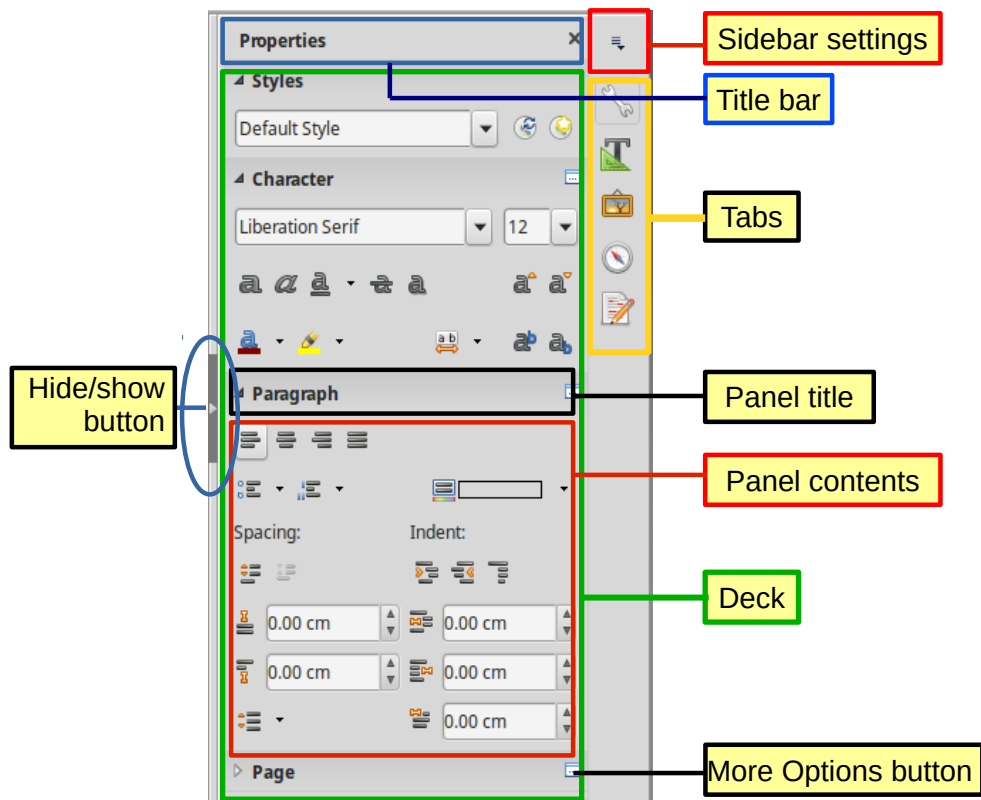 Properties
Sidebar settings
Styles
Title bar
Default Style
Character
Liberation Serif
12
Tabs
a a a a a a a
a a b a b a b
Hide/show
button
Paragraph
Panel title
Panel contents
Spacing:
Indent:
Deck
0.00 cm
0.00 cm
0.00 cm
0.00 cm
0.00 cm
Page
More Options button